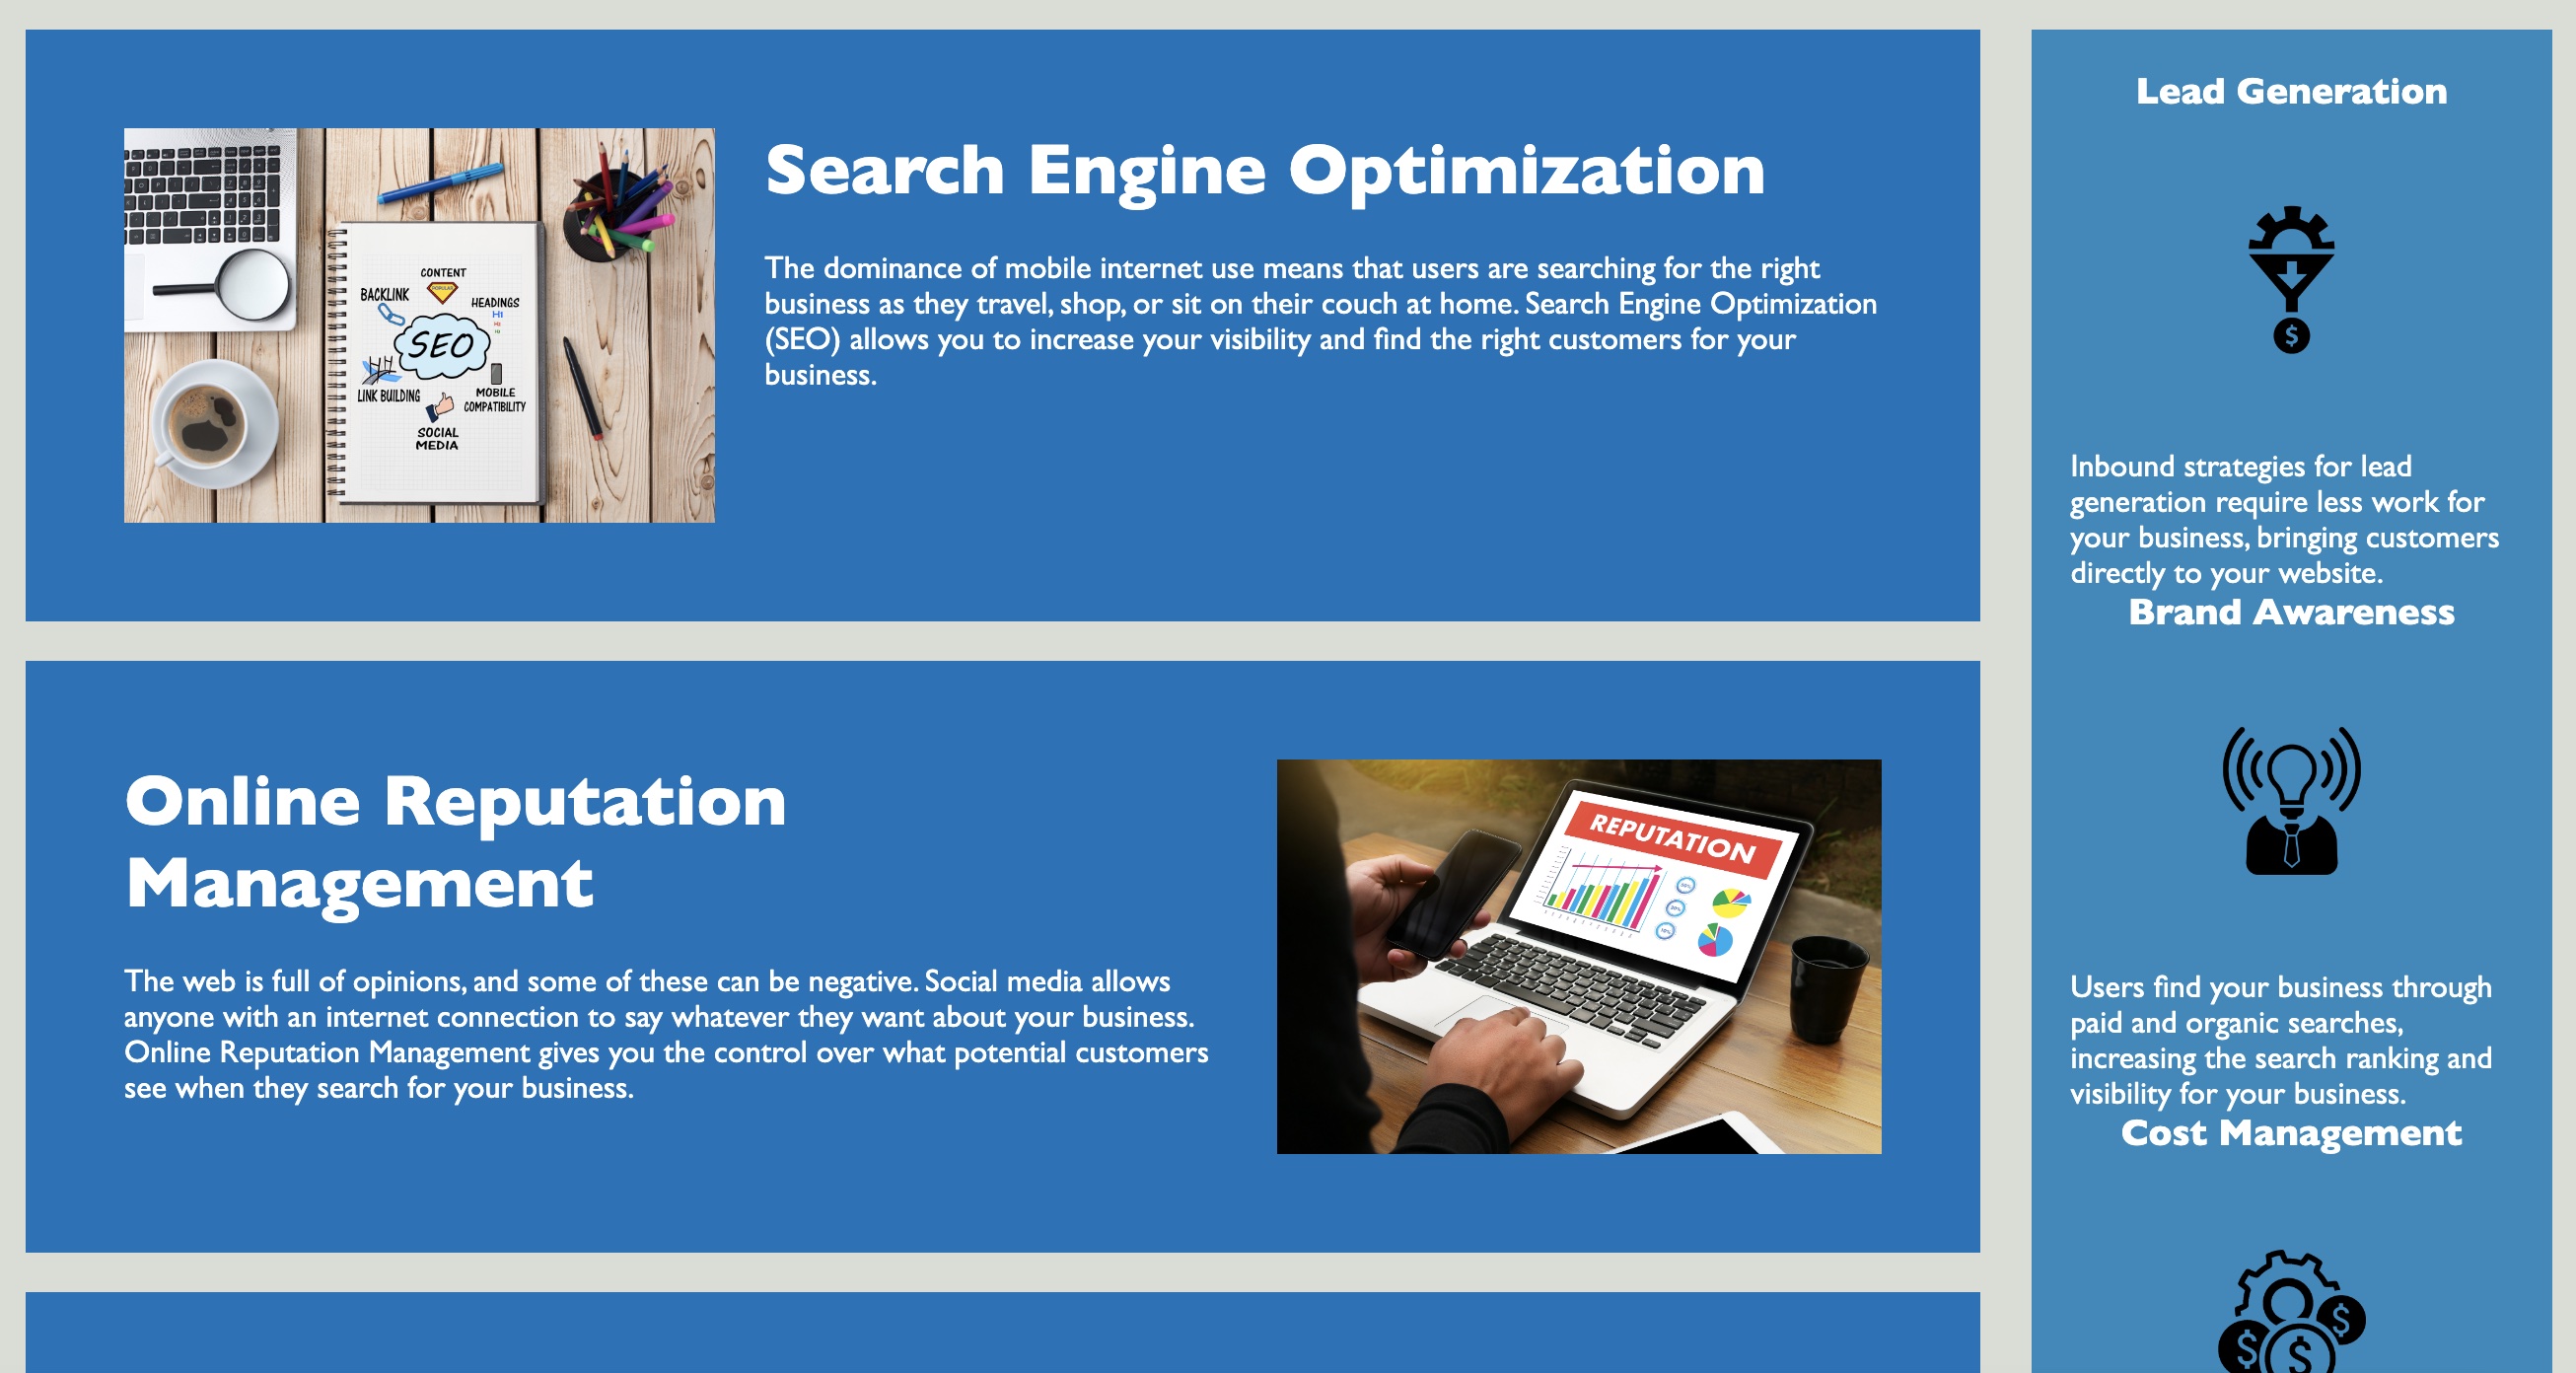 Search Engine Optimization
The dominance of mobile internet use means that users are searching for the right
business as they travel, shop, or sit on their couch at home. Search Engine Optimization
(SEO) allows you to increase your visibility and find the right customers for your
business.
CONTENT
POPULAR
BACKLINK
HEADINGS
H1
H2
H3
SEO
LINK BUILDING
MOBILE
COMPATIBILITY
SOCIAL
MEDIA
Online Reputation
Management
The web is full of opinions, and some of these can be negative. Social media allows
anyone with an internet connection to say whatever they want about your business.
Online Reputation Management gives you the control over what potential customers
see when they search for your business.
REPUTATION
Lead Generation
$
Inbound strategies for lead
generation require less work for
your business, bringing customers
directly to your website.
Brand Awareness
Users find your business through
paid and organic searches,
increasing the search ranking and
visibility for your business.
Cost Management
$
$
$